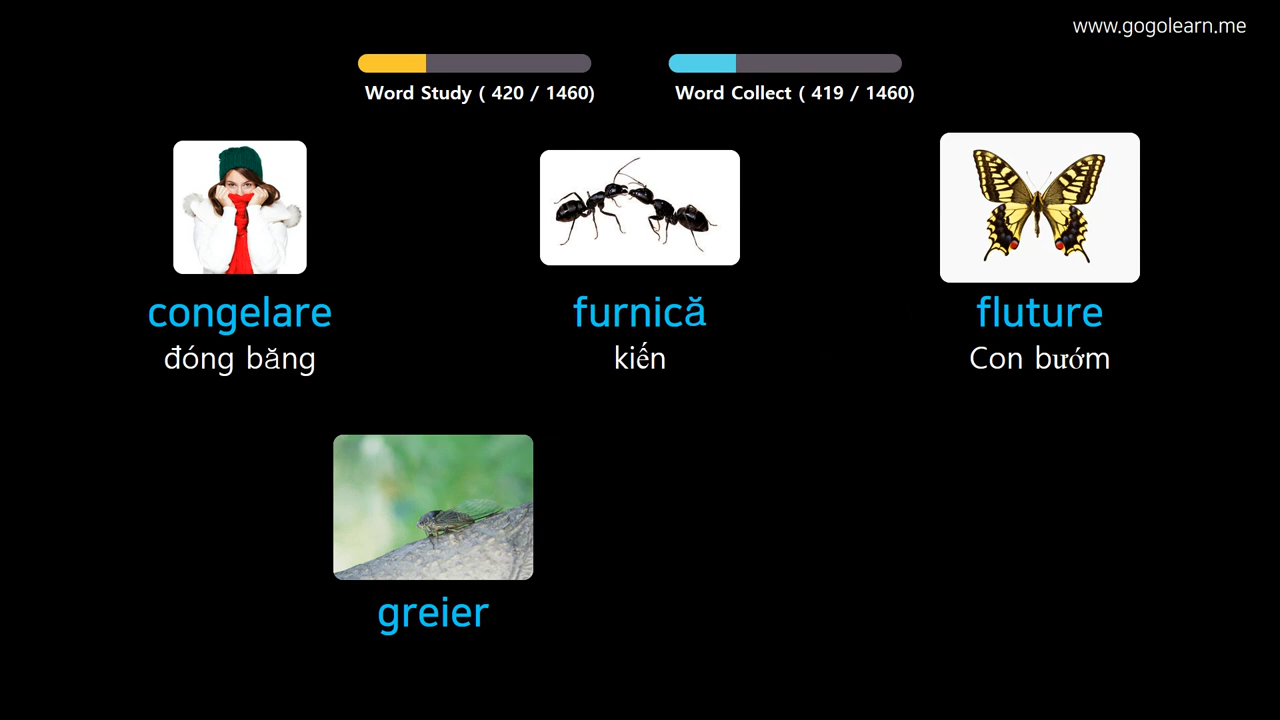 www.gogolearn.me
Word Study ( 420 / 1460)
Word Collect ( 419 / 1460)
congelare
đóng băng
furnică
kiến
fluture
Con bướm
greier